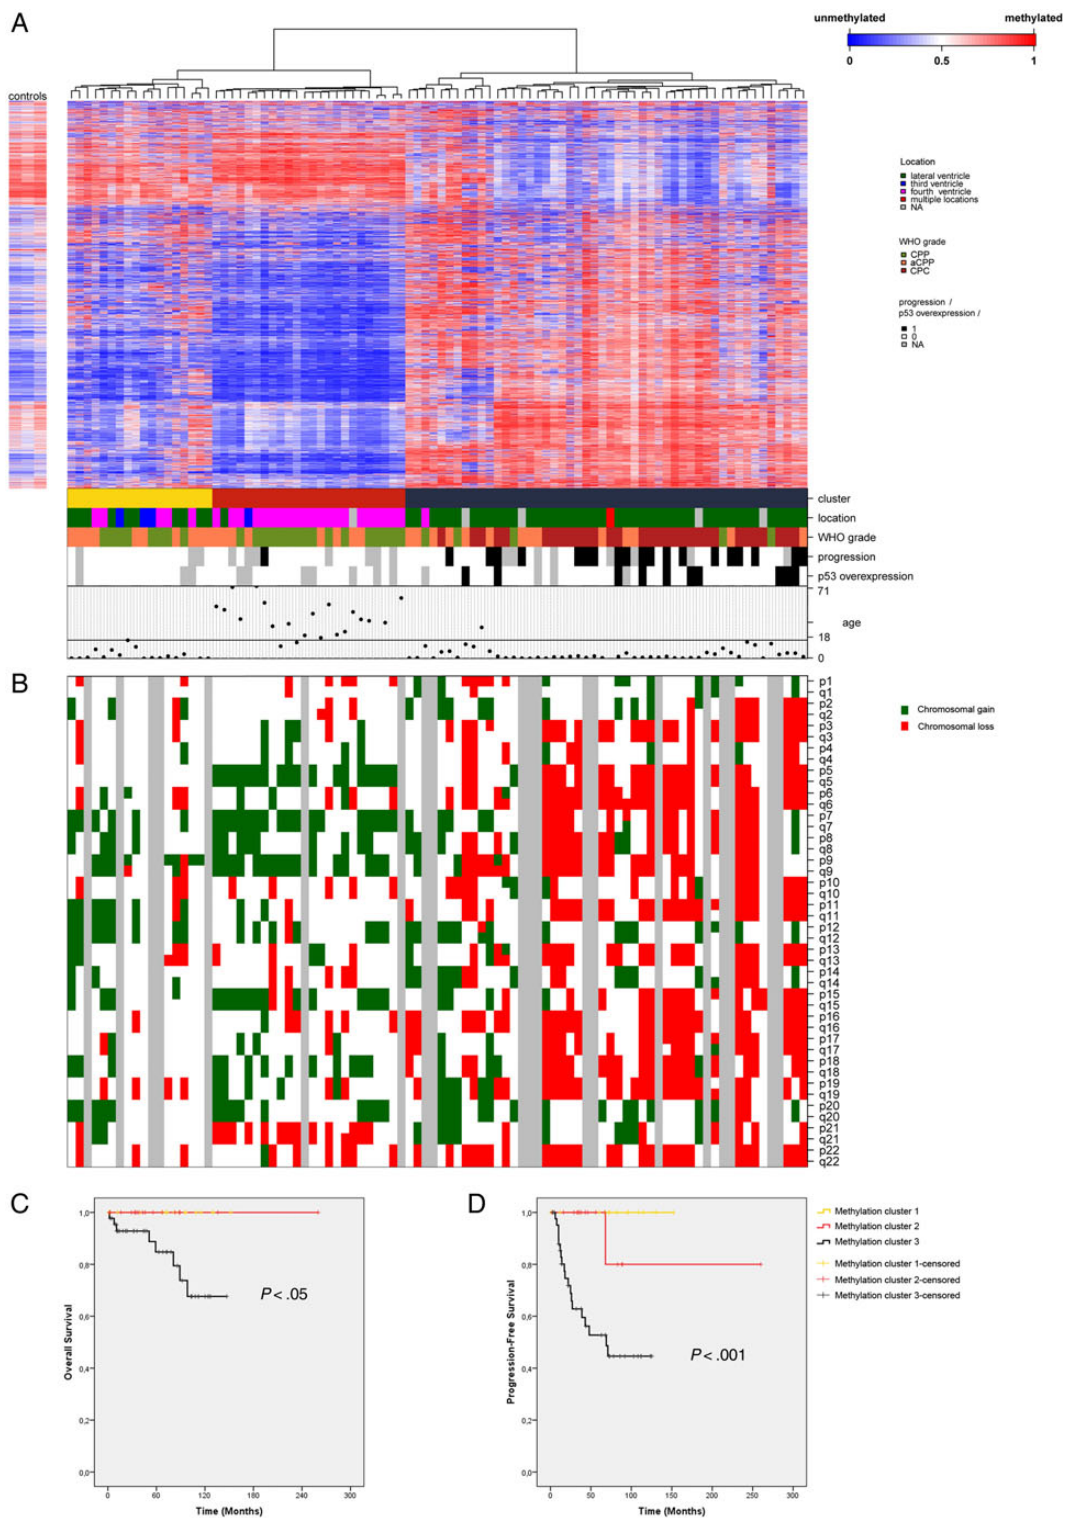 A
unmethylated methylated
0 0.5 1
controls
Location
lateral ventricle
third ventricle
fourth ventricle
multiple locations
NA
WHO grade
CPP
aCPP
CPC
progression /
p53 overexpression /
1
0
NA
cluster
location
WHO grade
progression
p53 overexpression
71
age
18
0
B
p1
q1
p2
q2
p3
q3
p4
q4
p5
q5
p6
q6
p7
q7
p8
q8
p9
q9
p10
q10
p11
q11
p12
q12
p13
q13
p14
q14
p15
q15
p16
q16
p17
q17
p18
q18
p19
q19
p20
q20
p21
q21
p22
q22
Chromosomal gain
Chromosomal loss
C
1,0
0,8
0,6
0,4
0,2
0,0
Overall Survival
P < .05
0 60 120 180 240 300
Time (Months)
D
1,0
0,8
0,6
0,4
0,2
0,0
Progression-Free Survival
P < .001
0 50 100 150 200 250 300
Time (Months)
Methylation cluster 1
Methylation cluster 2
Methylation cluster 3
Methylation cluster 1-censored
Methylation cluster 2-censored
Methylation cluster 3-censored